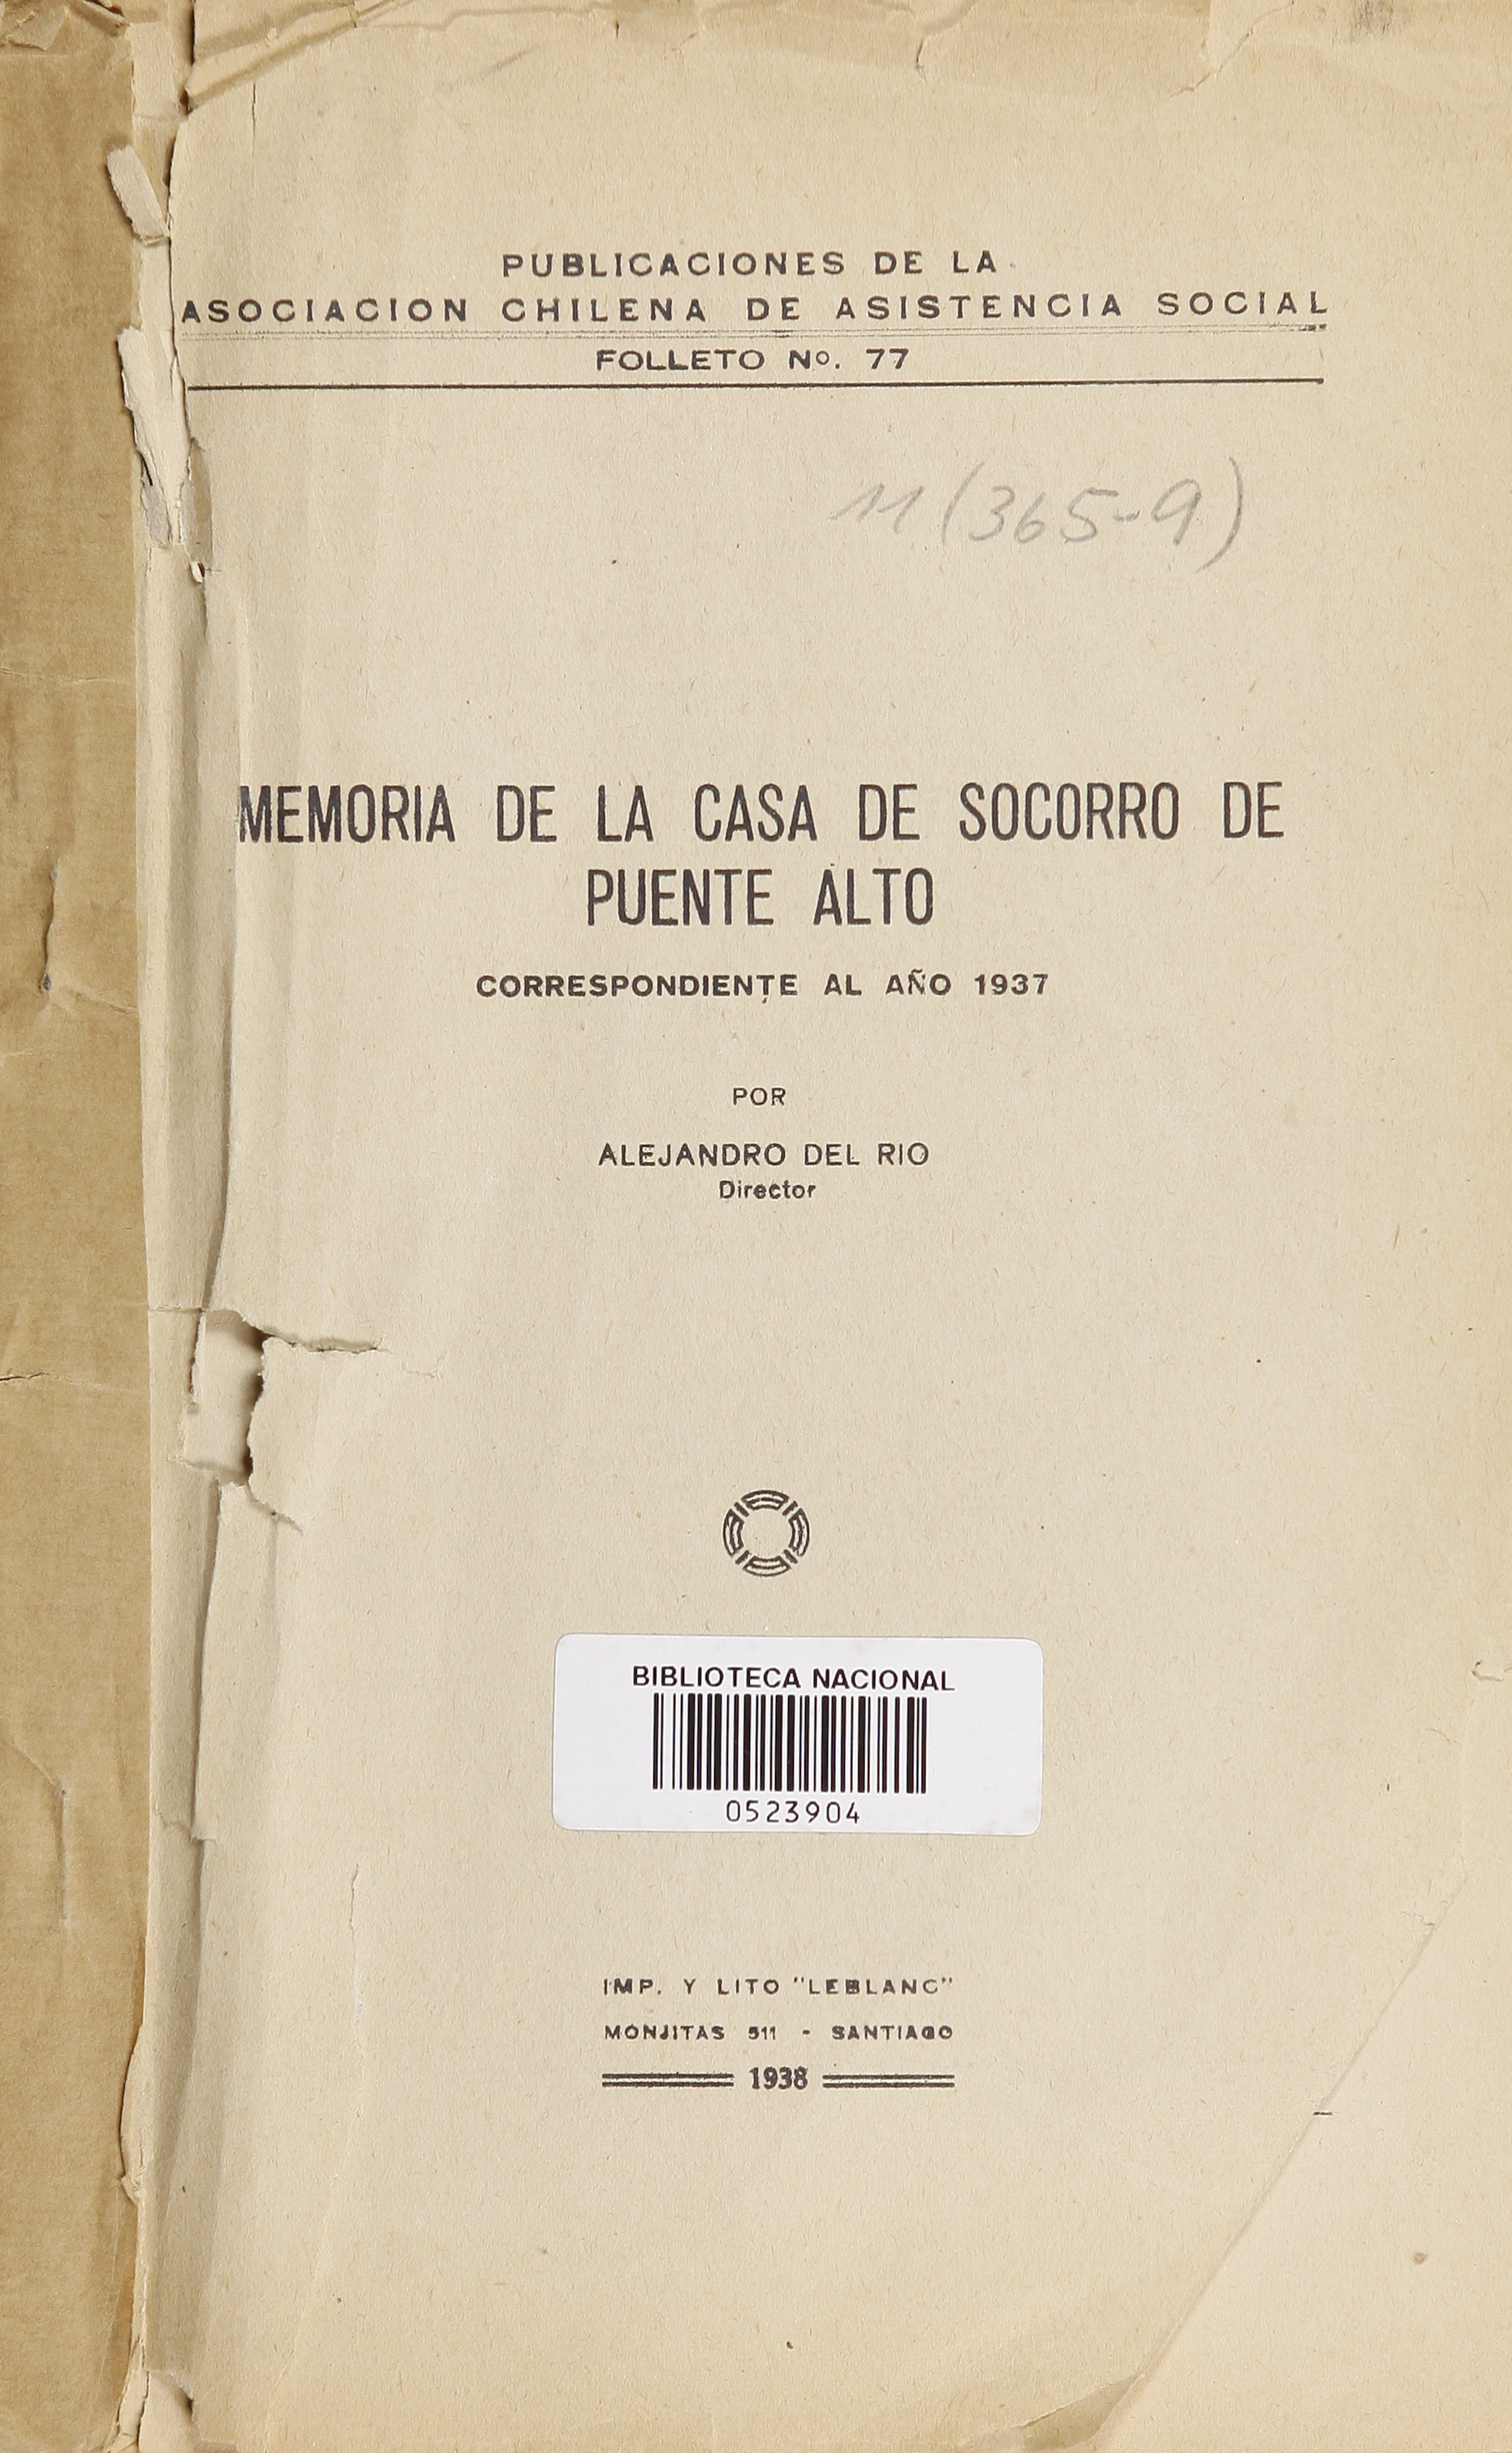 PUBLICACIONES DE LA
ASOCIACION CHILENA DE ASISTENCIA SOCIAL
FOLLETO Nº. 77
11 (365-9)
MEMORIA DE LA CASA DE SOCORRO DE
PUENTE ALTO
CORRESPONDIENTE AL AÑO 1937
POR
ALEJANDRO DEL RIO
Director
BIBLIOTECA NACIONAL
0523904
IMP. Y LITO "LEBLANC"
MONJITAS 511 - SANTIAGO
1938